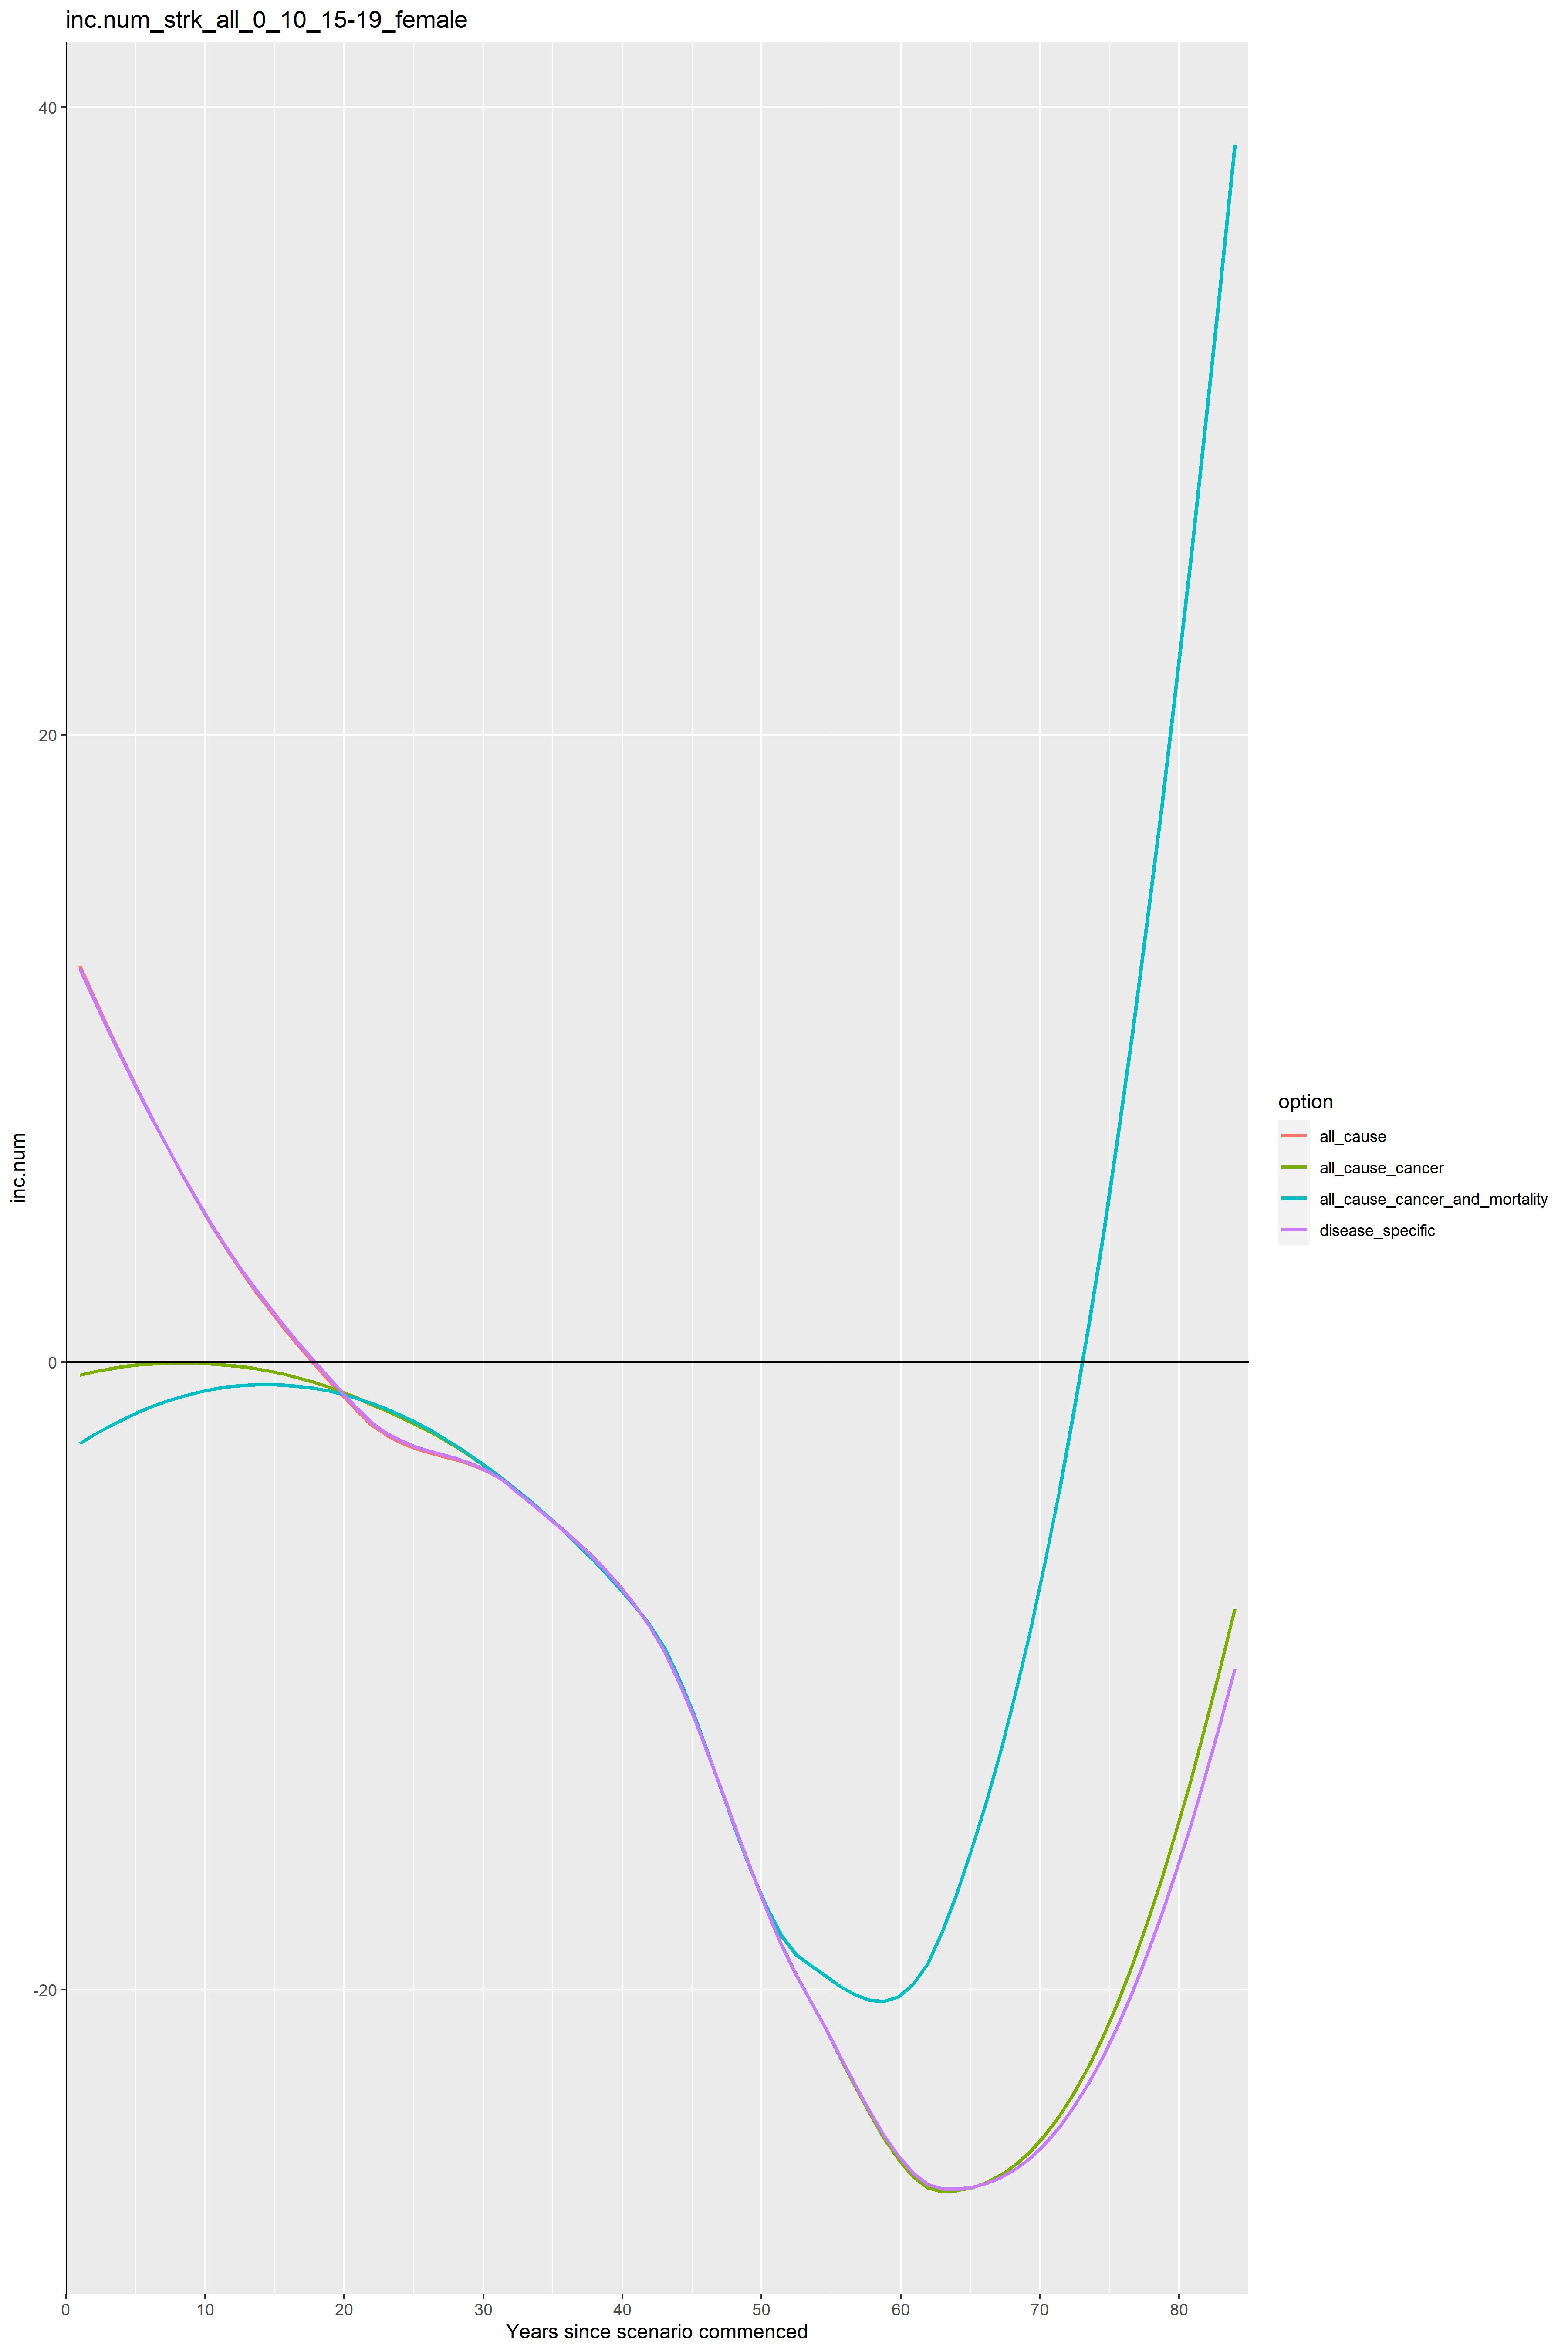 inc.num_strk_all_0_10_15-19_female
40
20
0
-20
inc.num
0 10 20 30 40 50 60 70 80
Years since scenario commenced
option
all_cause
all_cause_cancer
all_cause_cancer_and_mortality
disease_specific